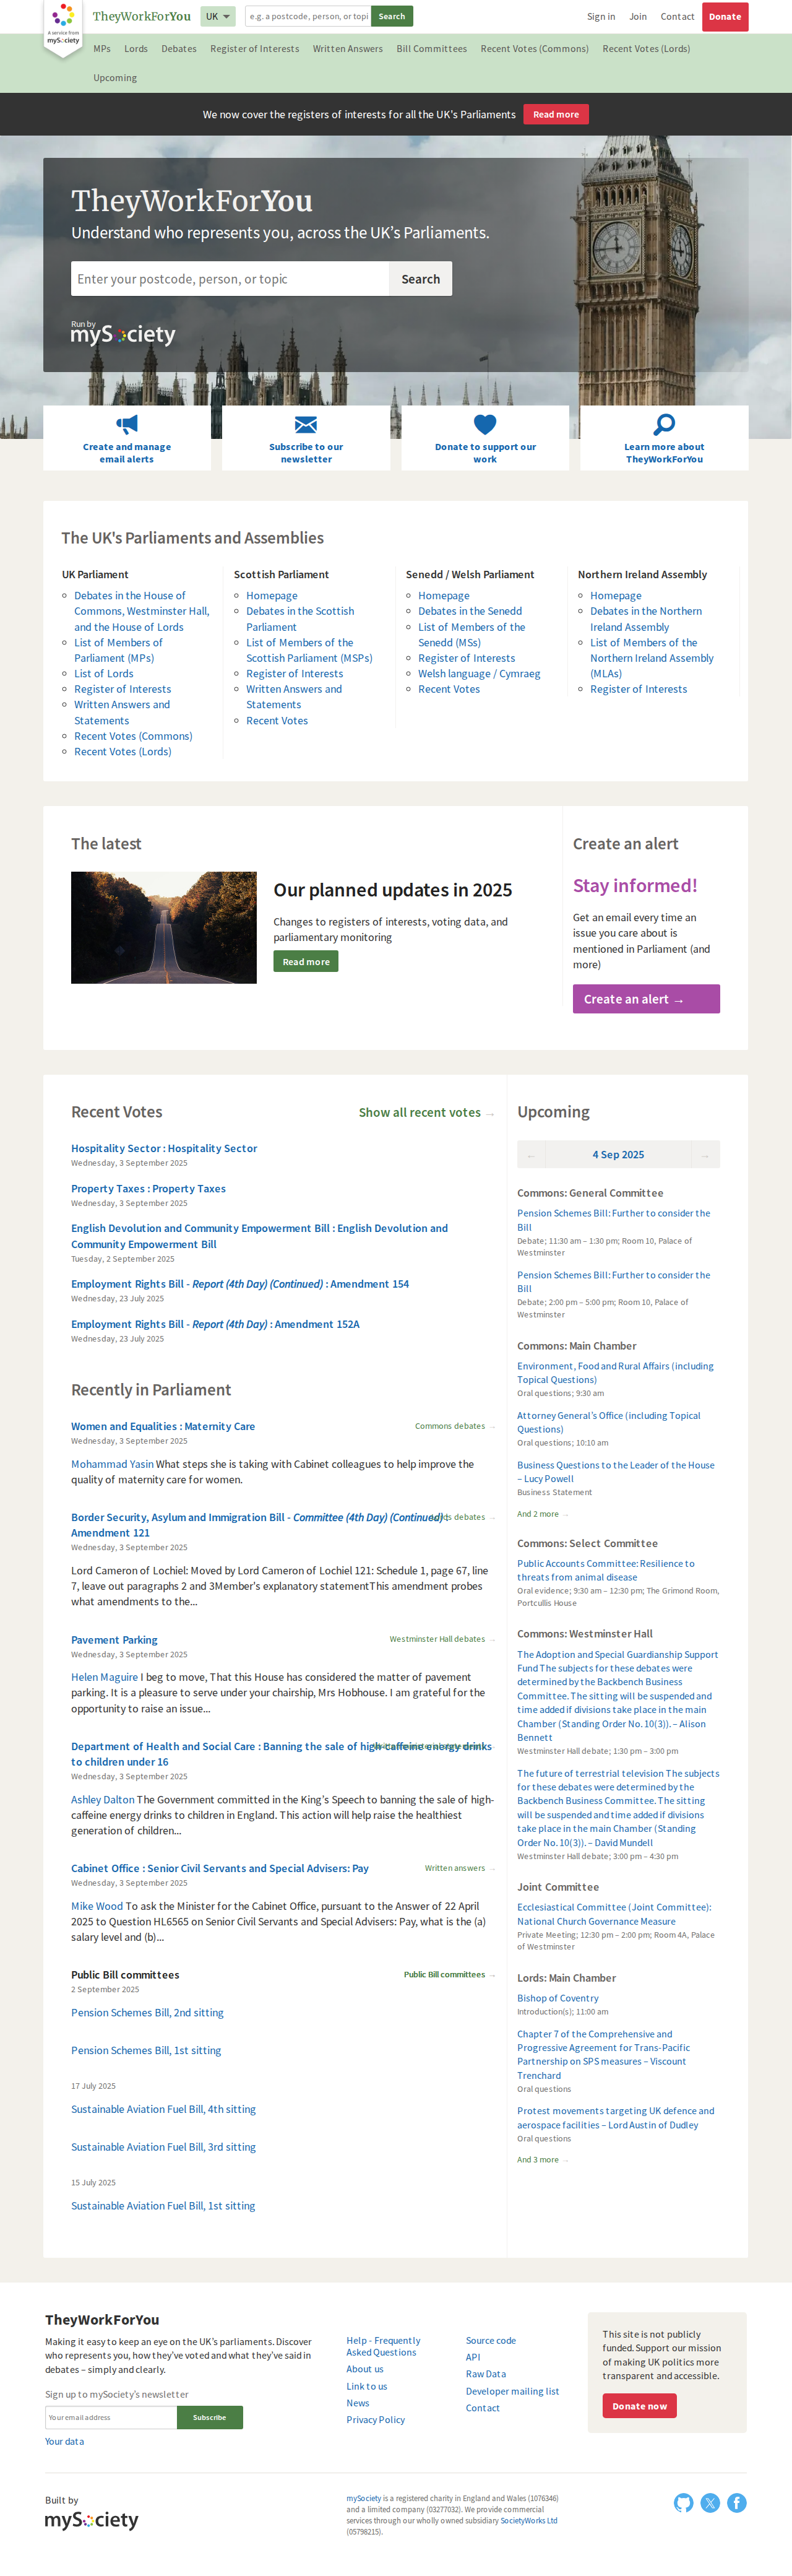 A service from
mySociety
TheyWorkForYou
UK
e.g. a postcode, person, or topi
Search
Sign in
Join
Contact
Donate
MPs
Lords
Debates
Register of Interests
Written Answers
Bill Committees
Recent Votes (Commons)
Recent Votes (Lords)
Upcoming
We now cover the registers of interests for all the UK's Parliaments
Read more
TheyWorkForYou
Understand who represents you, across the UK’s Parliaments.
Enter your postcode, person, or topic
Search
Run by
mySociety
Create and manage
email alerts
Subscribe to our
newsletter
Donate to support our
work
Learn more about
TheyWorkForYou
The UK's Parliaments and Assemblies
UK Parliament
Debates in the House of
Commons, Westminster Hall,
and the House of Lords
List of Members of
Parliament (MPs)
List of Lords
Register of Interests
Written Answers and
Statements
Recent Votes (Commons)
Recent Votes (Lords)
Scottish Parliament
Homepage
Debates in the Scottish
Parliament
List of Members of the
Scottish Parliament (MSPs)
Register of Interests
Written Answers and
Statements
Recent Votes
Senedd / Welsh Parliament
Homepage
Debates in the Senedd
List of Members of the
Senedd (MSs)
Register of Interests
Welsh language / Cymraeg
Recent Votes
Northern Ireland Assembly
Homepage
Debates in the Northern
Ireland Assembly
List of Members of the
Northern Ireland Assembly
(MLAs)
Register of Interests
The latest
Our planned updates in 2025
Changes to registers of interests, voting data, and
parliamentary monitoring
Read more
Create an alert
Stay informed!
Get an email every time an
issue you care about is
mentioned in Parliament (and
more)
Create an alert →
Recent Votes
Show all recent votes →
Hospitality Sector : Hospitality Sector
Wednesday, 3 September 2025
Property Taxes : Property Taxes
Wednesday, 3 September 2025
English Devolution and Community Empowerment Bill : English Devolution and
Community Empowerment Bill
Tuesday, 2 September 2025
Employment Rights Bill - Report (4th Day) (Continued) : Amendment 154
Wednesday, 23 July 2025
Employment Rights Bill - Report (4th Day) : Amendment 152A
Wednesday, 23 July 2025
Recently in Parliament
Women and Equalities : Maternity Care
Commons debates →
Wednesday, 3 September 2025
Mohammad Yasin What steps she is taking with Cabinet colleagues to help improve the
quality of maternity care for women.
Border Security, Asylum and Immigration Bill - Committee (4th Day) (Continued) :
debates →
Amendment 121
Wednesday, 3 September 2025
Lord Cameron of Lochiel: Moved by Lord Cameron of Lochiel 121: Schedule 1, page 67, line
7, leave out paragraphs 2 and 3Member's explanatory statementThis amendment probes
what amendments to the...
Pavement Parking
Westminster Hall debates →
Wednesday, 3 September 2025
Helen Maguire I beg to move, That this House has considered the matter of pavement
parking. It is a pleasure to serve under your chairship, Mrs Hobhouse. I am grateful for the
opportunity to raise an issue...
Department of Health and Social Care : Banning the sale of high-caffeine energy drinks
to children under 16
Wednesday, 3 September 2025
Ashley Dalton The Government committed in the King’s Speech to banning the sale of high-
caffeine energy drinks to children in England. This action will help raise the healthiest
generation of children...
Cabinet Office : Senior Civil Servants and Special Advisers: Pay
Written answers →
Wednesday, 3 September 2025
Mike Wood To ask the Minister for the Cabinet Office, pursuant to the Answer of 22 April
2025 to Question HL6565 on Senior Civil Servants and Special Advisers: Pay, what is the (a)
salary level and (b)...
Public Bill committees
Public Bill committees →
2 September 2025
Pension Schemes Bill, 2nd sitting
Pension Schemes Bill, 1st sitting
17 July 2025
Sustainable Aviation Fuel Bill, 4th sitting
Sustainable Aviation Fuel Bill, 3rd sitting
15 July 2025
Sustainable Aviation Fuel Bill, 1st sitting
Upcoming
←
4 Sep 2025
→
Commons: General Committee
Pension Schemes Bill: Further to consider the
Bill
Debate; 11:30 am – 1:30 pm; Room 10, Palace of
Westminster
Pension Schemes Bill: Further to consider the
Bill
Debate; 2:00 pm – 5:00 pm; Room 10, Palace of
Westminster
Commons: Main Chamber
Environment, Food and Rural Affairs (including
Topical Questions)
Oral questions; 9:30 am
Attorney General’s Office (including Topical
Questions)
Oral questions; 10:10 am
Business Questions to the Leader of the House
– Lucy Powell
Business Statement
And 2 more →
Commons: Select Committee
Public Accounts Committee: Resilience to
threats from animal disease
Oral evidence; 9:30 am – 12:30 pm; The Grimond Room,
Portcullis House
Commons: Westminster Hall
The Adoption and Special Guardianship Support
Fund The subjects for these debates were
determined by the Backbench Business
Committee. The sitting will be suspended and
time added if divisions take place in the main
Chamber (Standing Order No. 10(3)). – Alison
Bennett
Westminster Hall debate; 1:30 pm – 3:00 pm
The future of terrestrial television The subjects
for these debates were determined by the
Backbench Business Committee. The sitting
will be suspended and time added if divisions
take place in the main Chamber (Standing
Order No. 10(3)). – David Mundell
Westminster Hall debate; 3:00 pm – 4:30 pm
Joint Committee
Ecclesiastical Committee (Joint Committee):
National Church Governance Measure
Private Meeting; 12:30 pm – 2:00 pm; Room 4A, Palace
of Westminster
Lords: Main Chamber
Bishop of Coventry
Introduction(s); 11:00 am
Chapter 7 of the Comprehensive and
Progressive Agreement for Trans-Pacific
Partnership on SPS measures – Viscount
Trenchard
Oral questions
Protest movements targeting UK defence and
aerospace facilities – Lord Austin of Dudley
Oral questions
And 3 more →
TheyWorkForYou
Making it easy to keep an eye on the UK’s parliaments. Discover
who represents you, how they’ve voted and what they’ve said in
debates – simply and clearly.
Sign up to mySociety’s newsletter
Your email address
Subscribe
Your data
Help - Frequently
Asked Questions
About us
Link to us
News
Privacy Policy
Source code
API
Raw Data
Developer mailing list
Contact
This site is not publicly
funded. Support our mission
of making UK politics more
transparent and accessible.
Donate now
Built by
mySociety
mySociety is a registered charity in England and Wales (1076346)
and a limited company (03277032). We provide commercial
services through our wholly owned subsidiary SocietyWorks Ltd
(05798215).